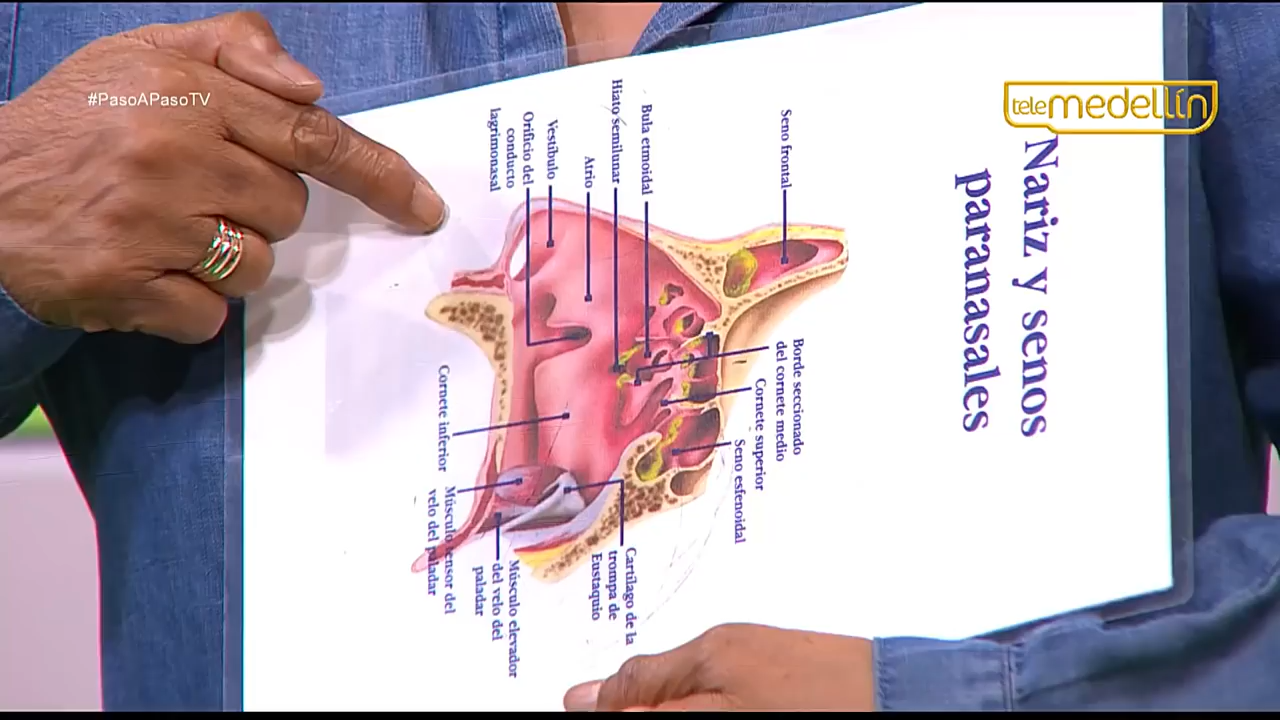 #PasoAPasoTV
tele medellín
Nariz y senos
paranasales
Seno frontal
Bula etmoidal
Hiato semilunar
Atrio
Vestíbulo
Orificio del
conducto
lagrimonasal
Borde seccionado
del cornete medio
Cornete superior
Seno esfenoidal
Cornete inferior
Músculo tensor del
velo del paladar
Músculo elevador
del velo del
paladar
Cartílago de la
trompa de
Eustaquio